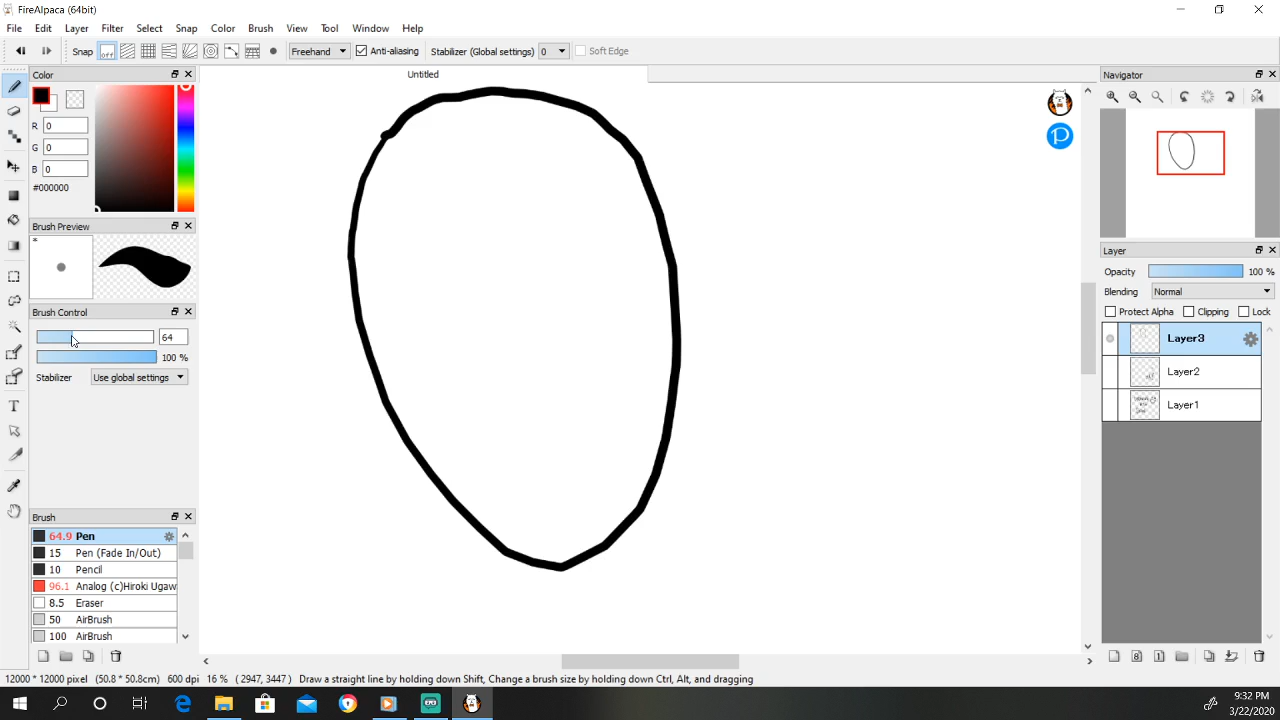 FireAlpaca (64bit)
File Edit Layer Filter Select Snap Color Brush View Tool Window Help
Snap off Freehand Anti-aliasing Stabilizer (Global settings) 0 Soft Edge
Untitled
Color
R 0
G 0
B 0
#000000
Brush Preview
*
Brush Control
64
100 %
Stabilizer Use global settings
Brush
64.9 Pen
15 Pen (Fade In/Out)
10 Pencil
96.1 Analog (c)Hiroki Ugaw
8.5 Eraser
50 AirBrush
100 AirBrush
Navigator
Layer
Opacity 100 %
Blending Normal
Protect Alpha Clipping Lock
Layer3
Layer2
Layer1
12000 * 12000 pixel (50.8 * 50.8cm) 600 dpi 16 % (2947, 3447) Draw a straight line by holding down Shift, Change a brush size by holding down Ctrl, Alt, and dragging
9:32 PM
3/22/2020